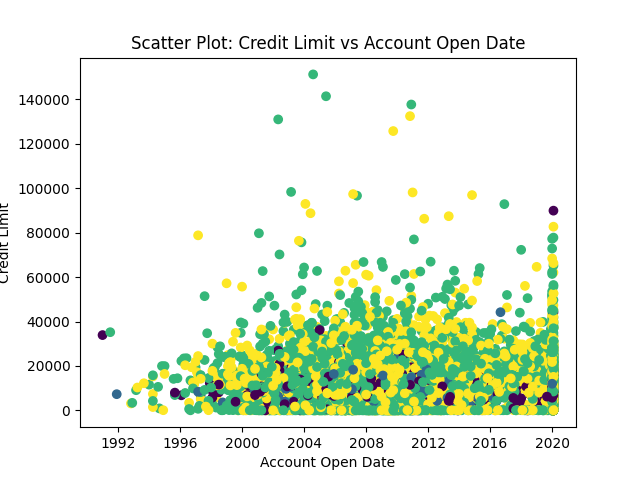 Scatter Plot: Credit Limit vs Account Open Date
140000
120000
100000
80000
60000
40000
20000
0
Credit Limit
1992 1996 2000 2004 2008 2012 2016 2020
Account Open Date